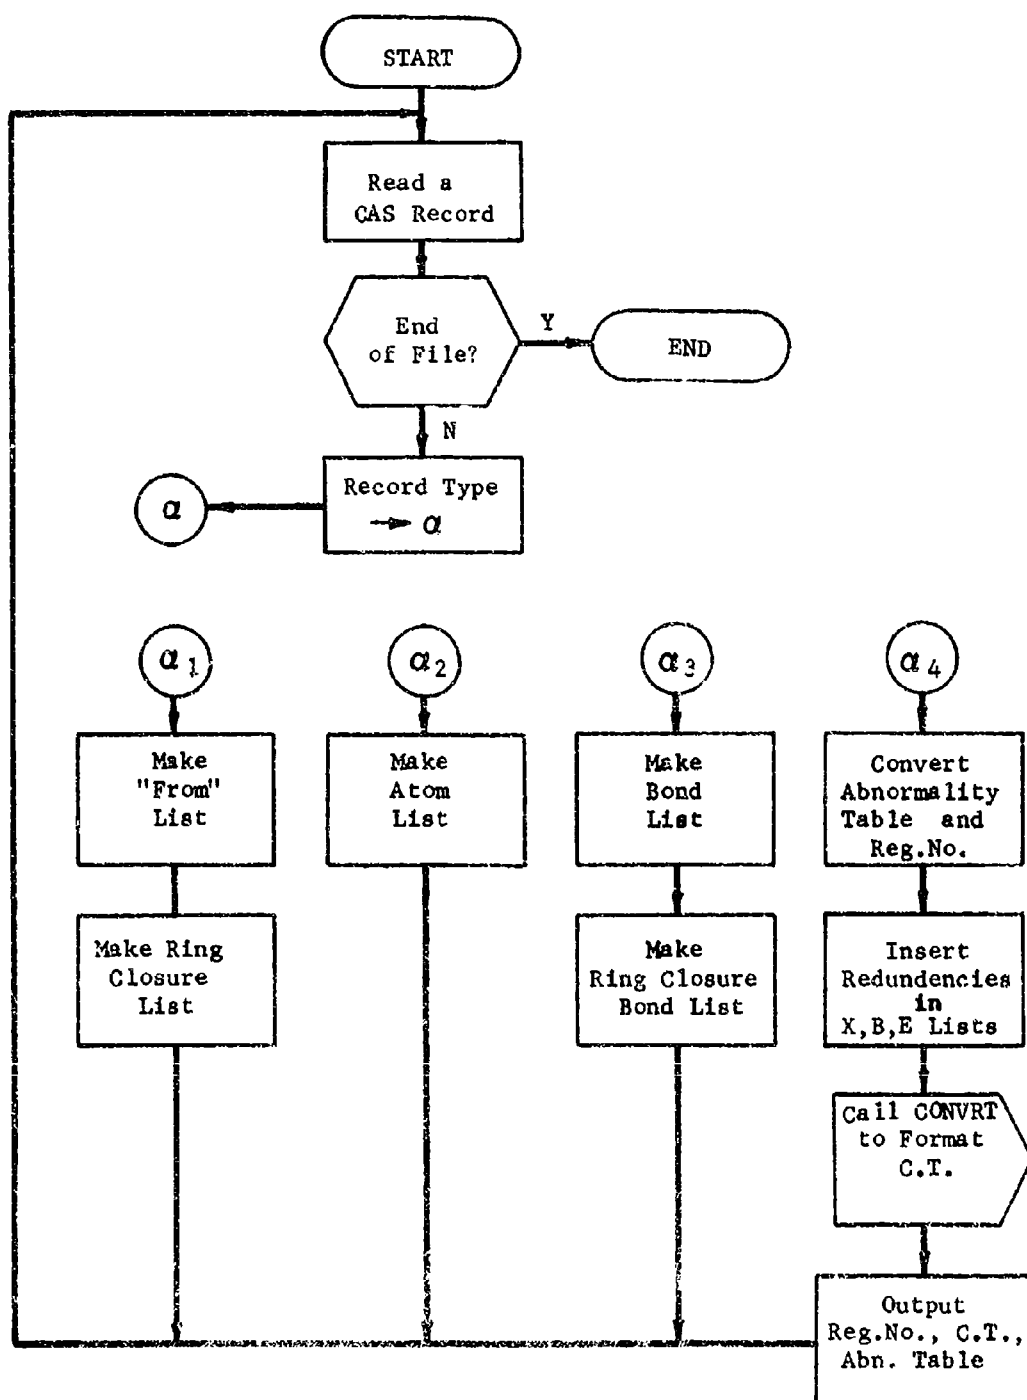 START
Read a
CAS Record
End
of File?
Y
END
N
Record Type
→ α
α
α1
α2
α3
α4
Make
"From"
List
Make
Atom
List
Make
Bond
List
Convert
Abnormality
Table and
Reg.No.
Make Ring
Closure
List
Make
Ring Closure
Bond List
Insert
Redundencies
in
X,B,E Lists
Call CONVRT
to Format
C.T.
Output
Reg.No., C.T.,
Abn. Table